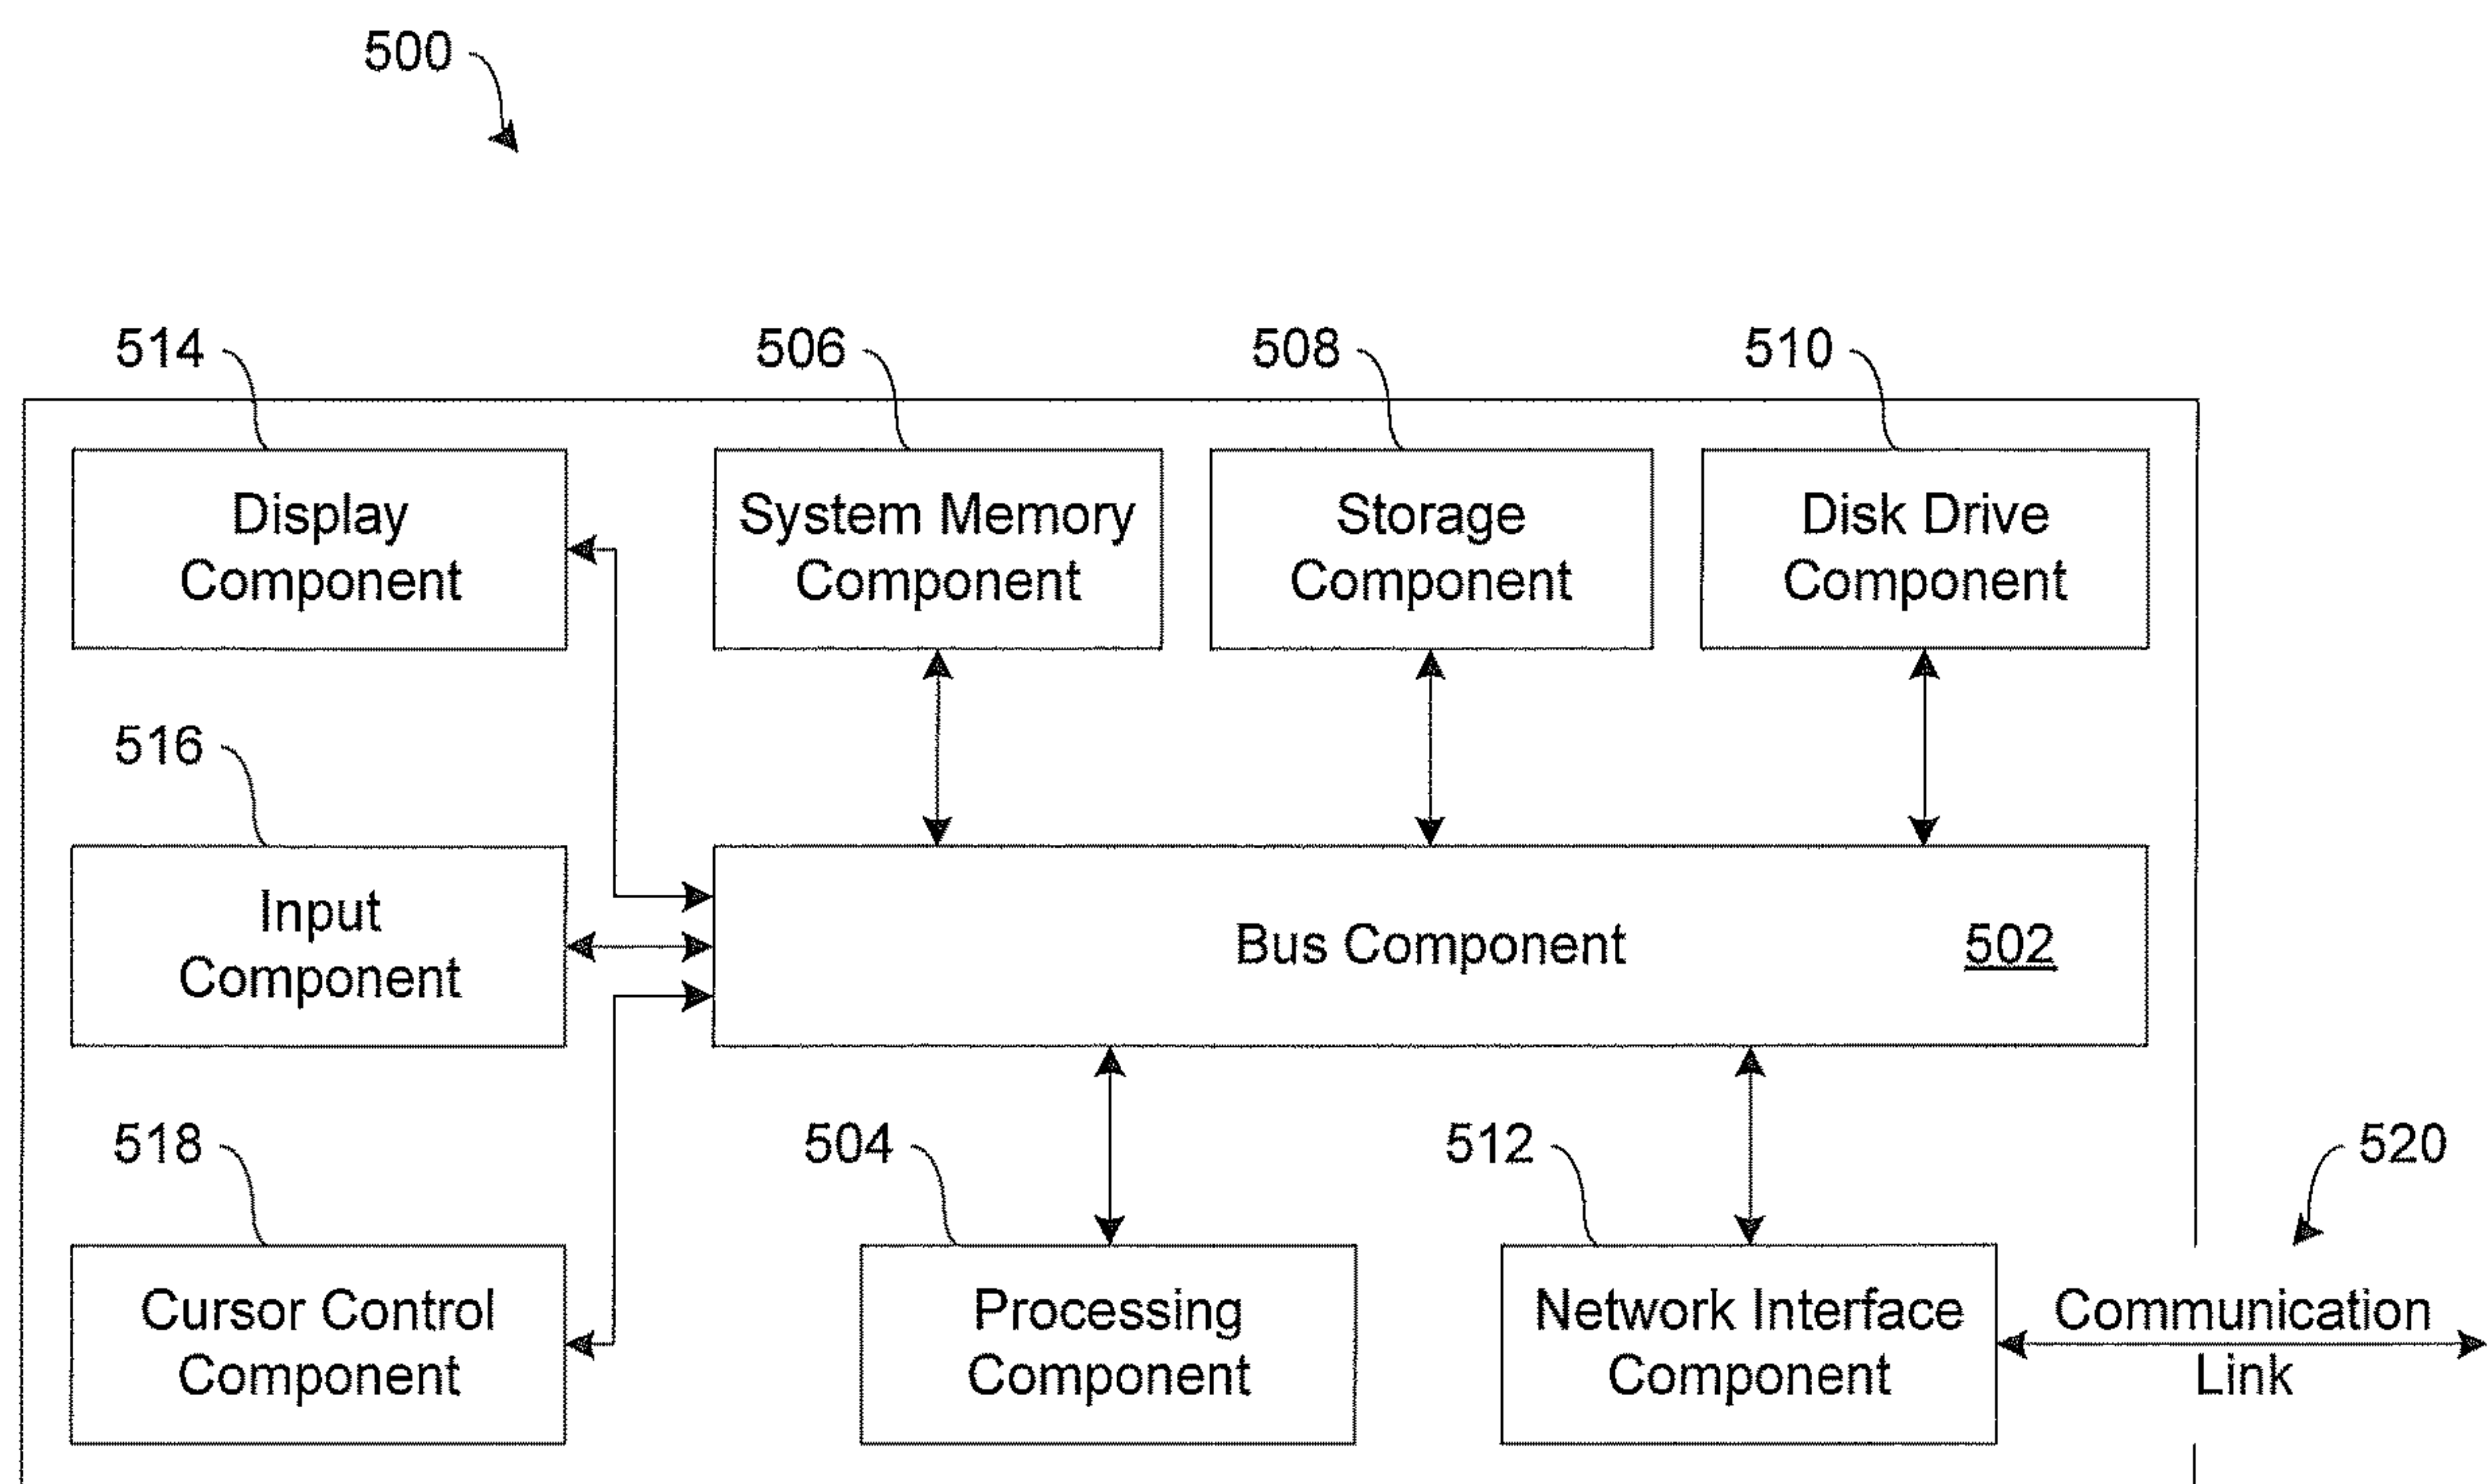 500
514
506
508
510
Display
Component
System Memory
Component
Storage
Component
Disk Drive
Component
516
Input
Component
Bus Component
502
518
504
512
520
Cursor Control
Component
Processing
Component
Network Interface
Component
Communication
Link